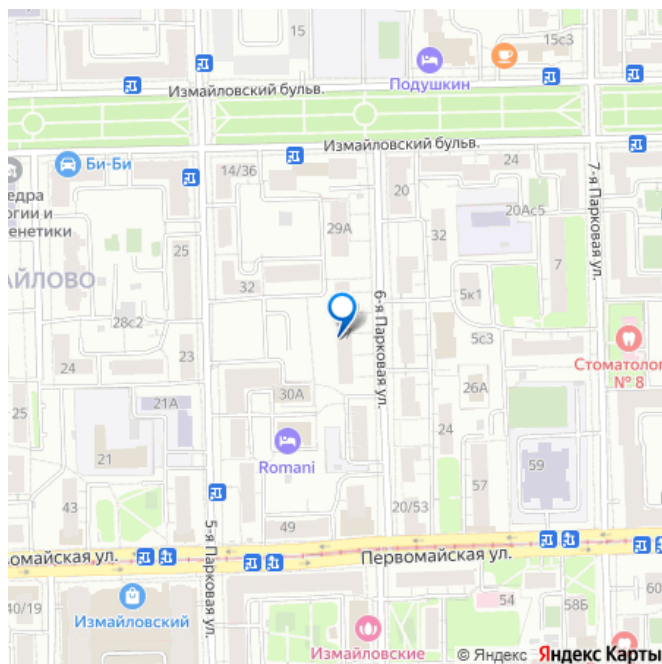 15
15с3
Подушкин
Измайловский бульв.
Измайловский бульв.
Би-Би
14/36
24
7-я Парковая ул.
едра
огии и
енетики
20
29А
20Ас5
32
25
7
АЙЛОВО
32
5к1
6-я Парковая ул.
28с2
5с3
23
24
Стоматолог
№ 8
30А
26А
21А
25
24
21
Romani
59
57
43
20/53
49
5-я Парковая ул.
вомайская ул.
Первомайская ул.
40/19
Измайловский
54
58Б
60
Измайловские
© Яндекс Яндекс Карты